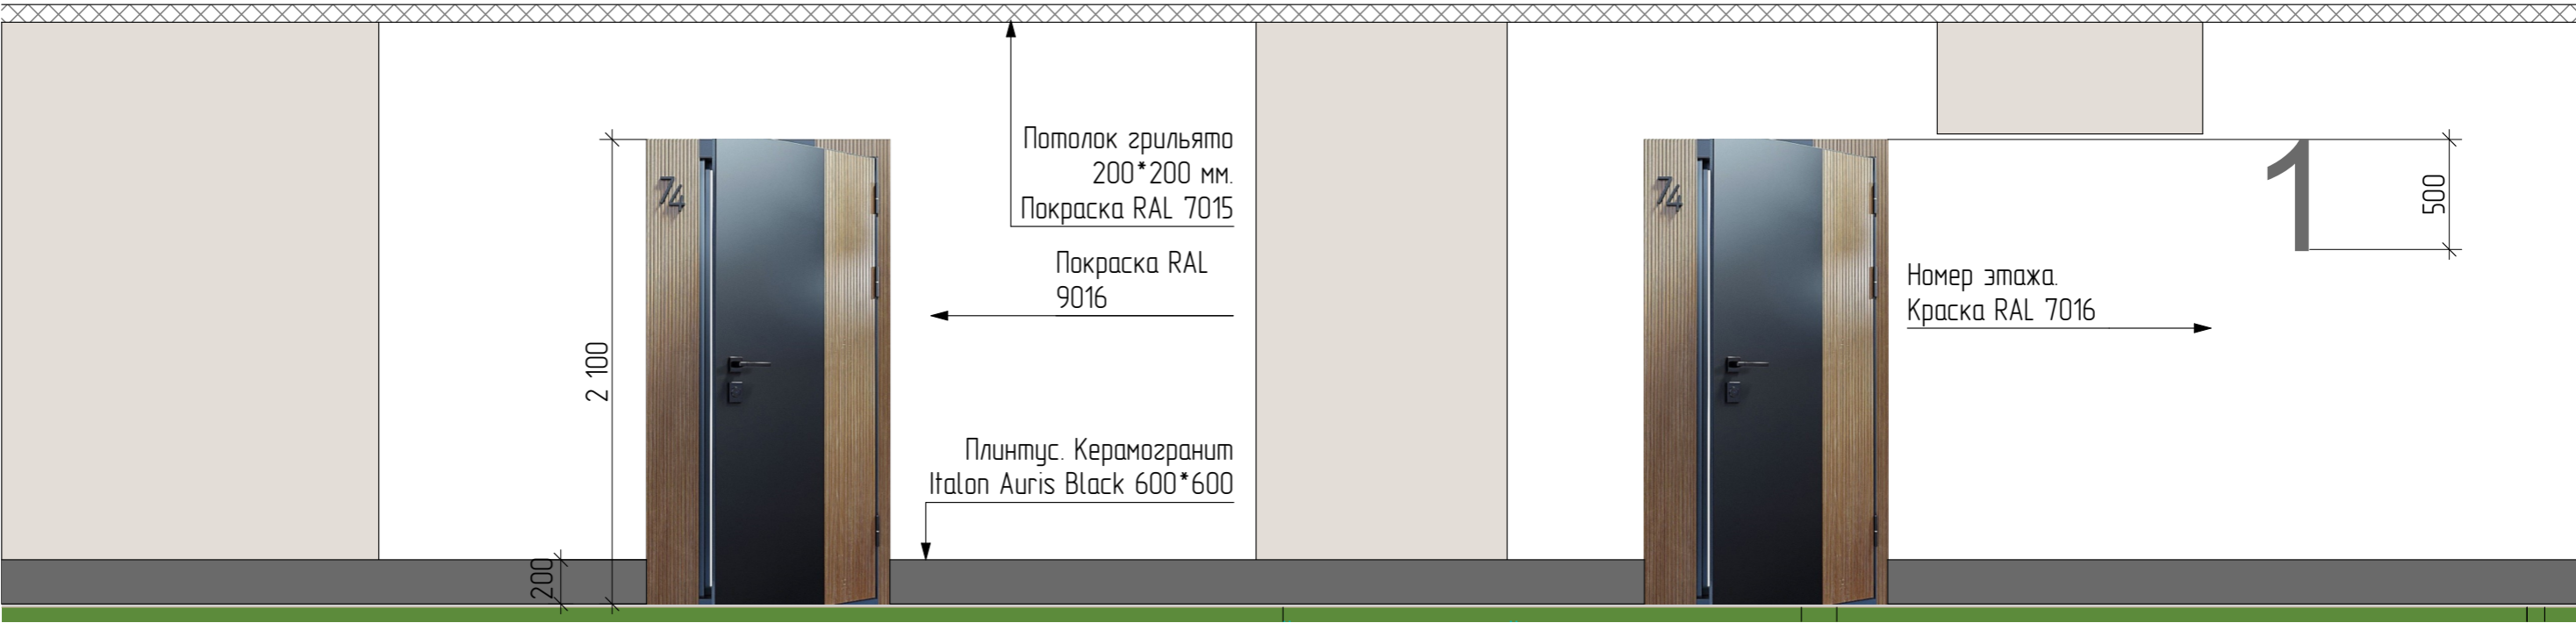 Потолок грильято
200*200 мм.
Покраска RAL 7015
Покраска RAL
9016
Плинтус. Керамогранит
Italon Auris Black 600*600
2 100
200
74
74
Номер этажа.
Краска RAL 7016
1
500